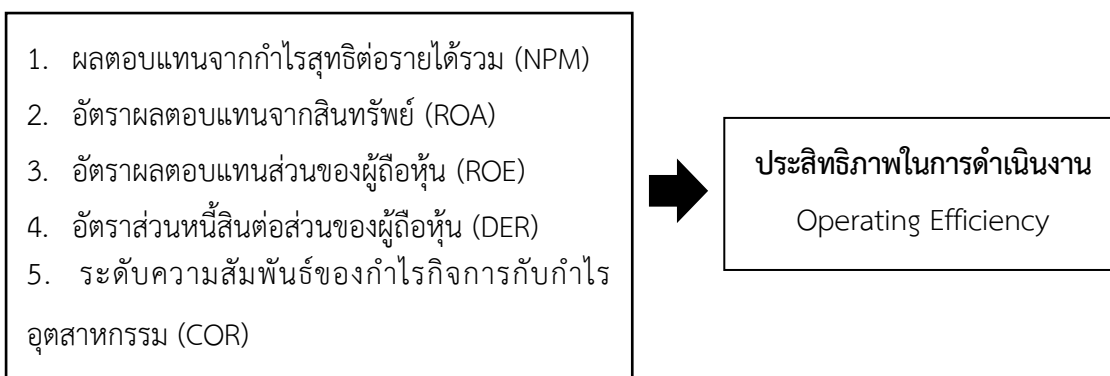 1. ผลตอบแทนจากกำไรสุทธิต่อรายได้รวม (NPM)
2. อัตราผลตอบแทนจากสินทรัพย์ (ROA)
3. อัตราผลตอบแทนส่วนของผู้ถือหุ้น (ROE)
4. อัตราส่วนหนี้สินต่อส่วนของผู้ถือหุ้น (DER)
5. ระดับความสัมพันธ์ของกำไรกิจการกับกำไร
อุตสาหกรรม (COR)
ประสิทธิภาพในการดำเนินงาน
Operating Efficiency